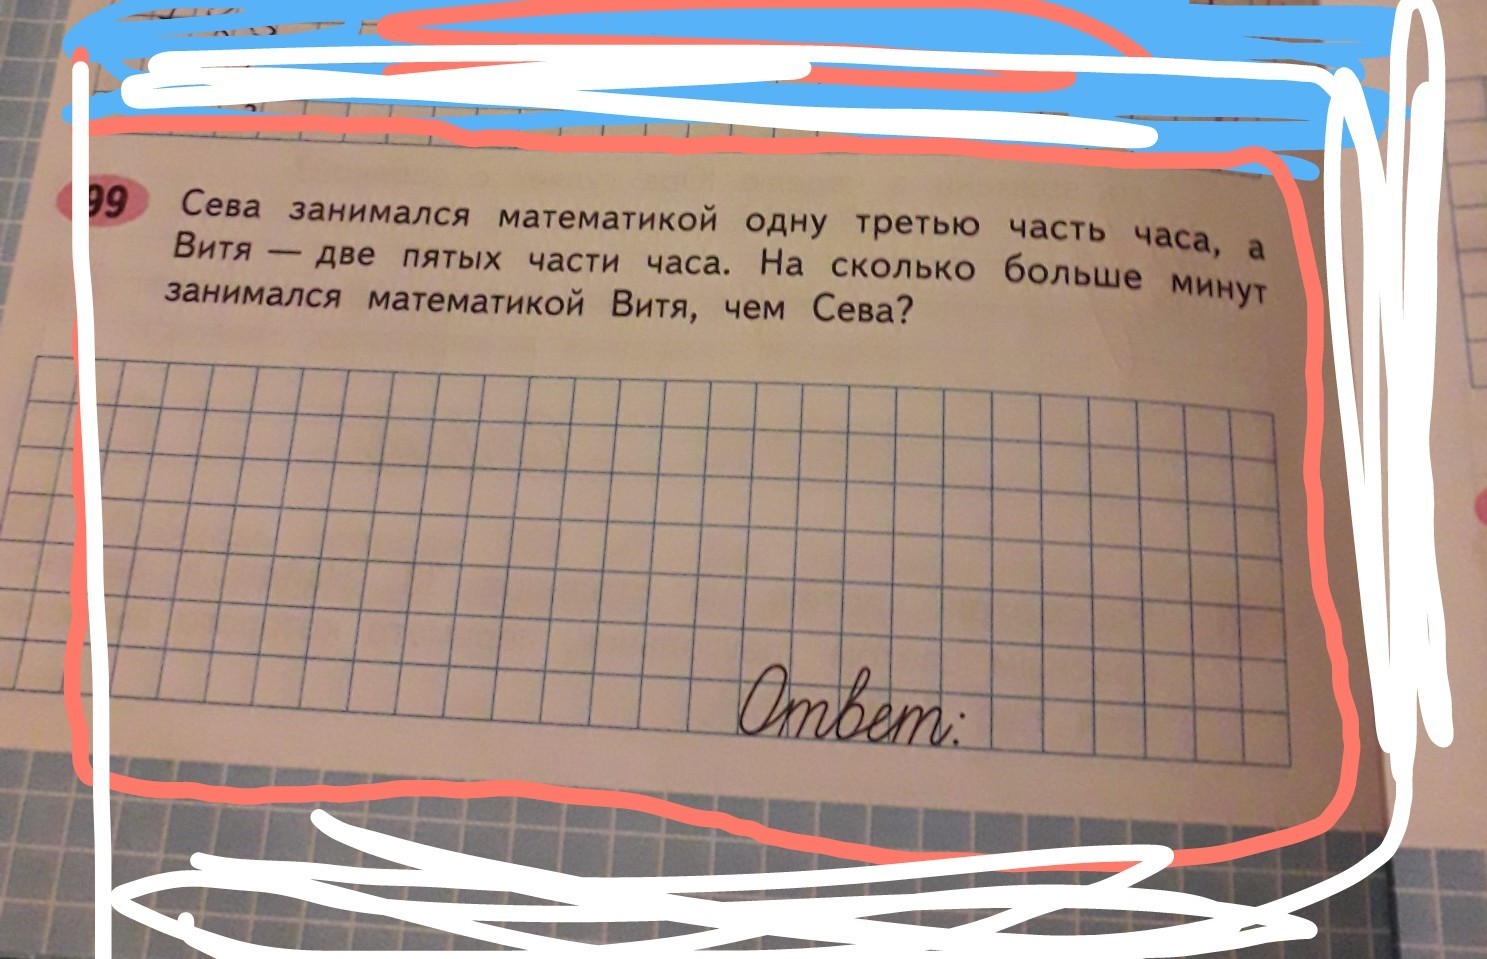 99
Сева занимался математикой одну третью часть часа, а
Витя — две пятых части часа. На сколько больше минут
занимался математикой Витя, чем Сева?
Ответ: